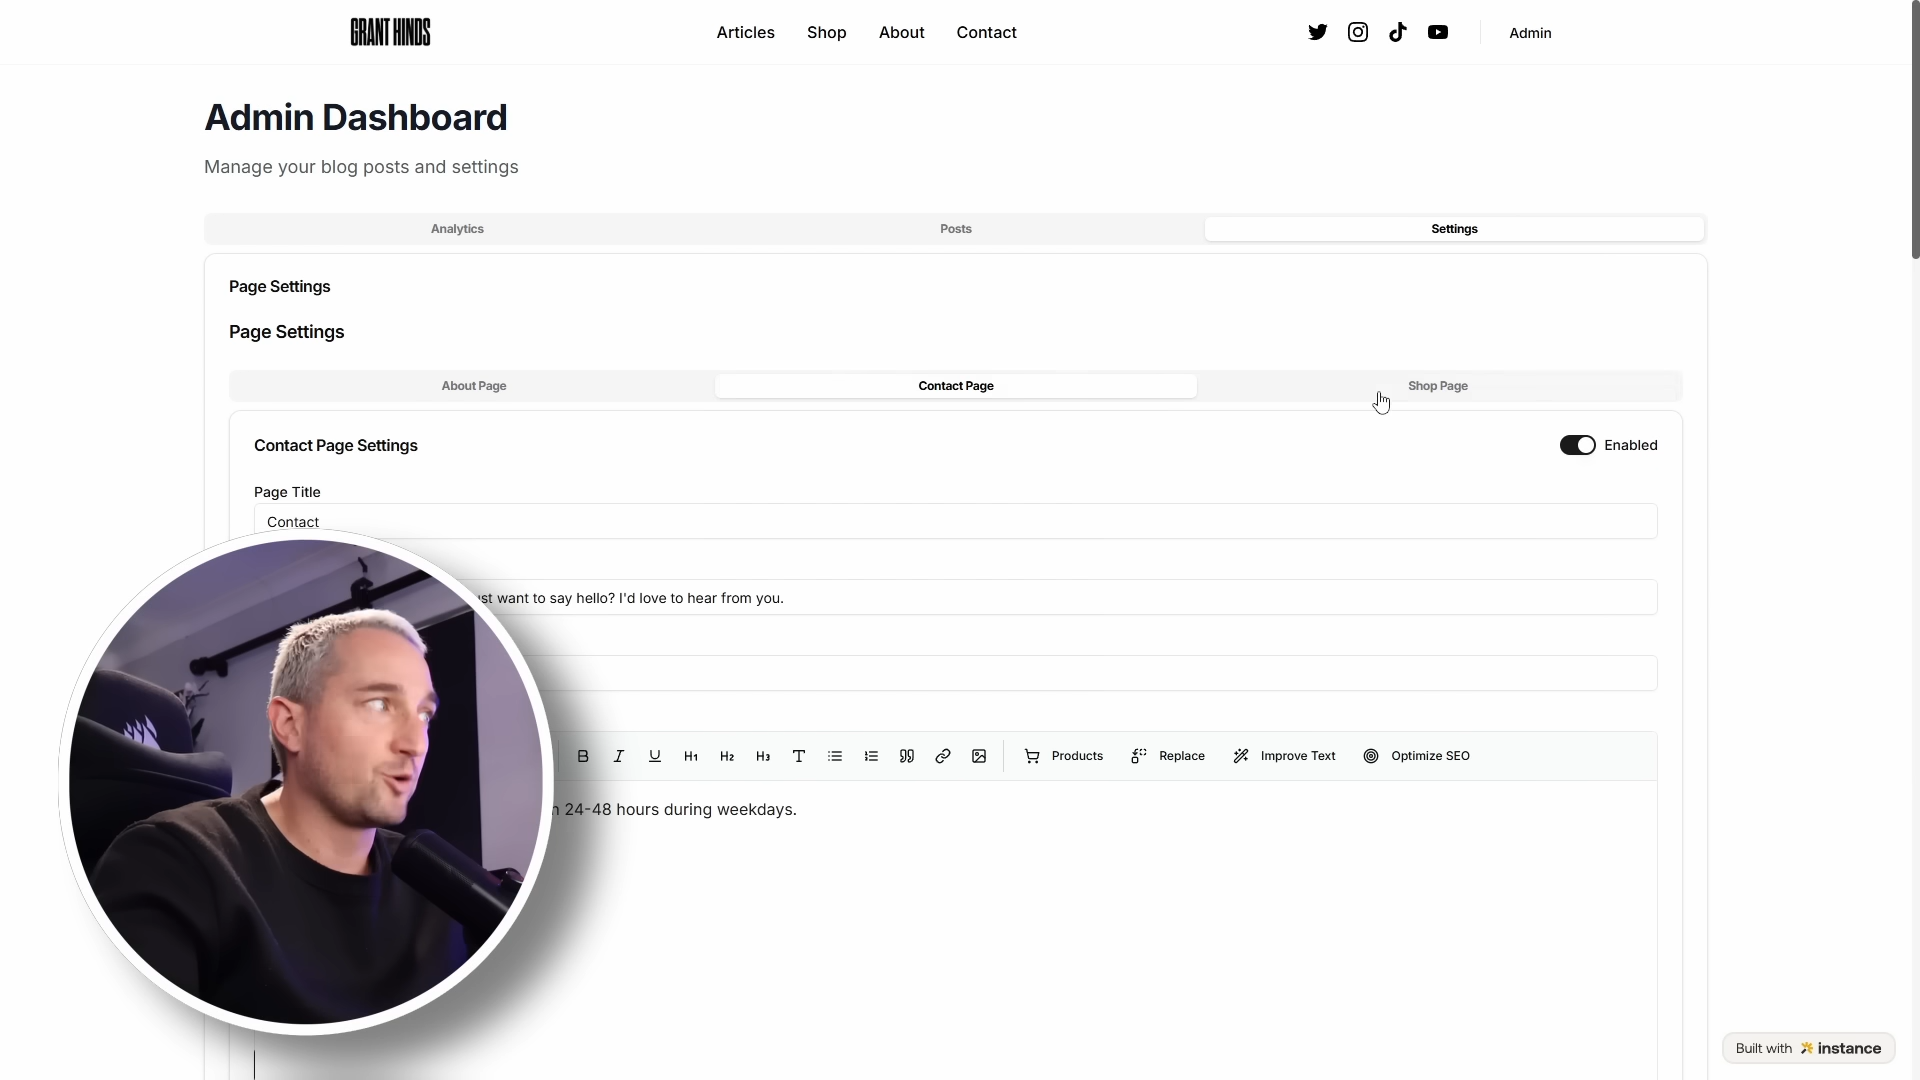 GRANT HINDS
Articles
Shop
About
Contact
Admin
Admin Dashboard
Manage your blog posts and settings
Analytics
Posts
Settings
Page Settings
Page Settings
About Page
Contact Page
Shop Page
Contact Page Settings
Enabled
Page Title
Contact
want to say hello? I'd love to hear from you.
B I U H1 H2 H3 T
Products
Replace
Improve Text
Optimize SEO
24-48 hours during weekdays.
Built with instance